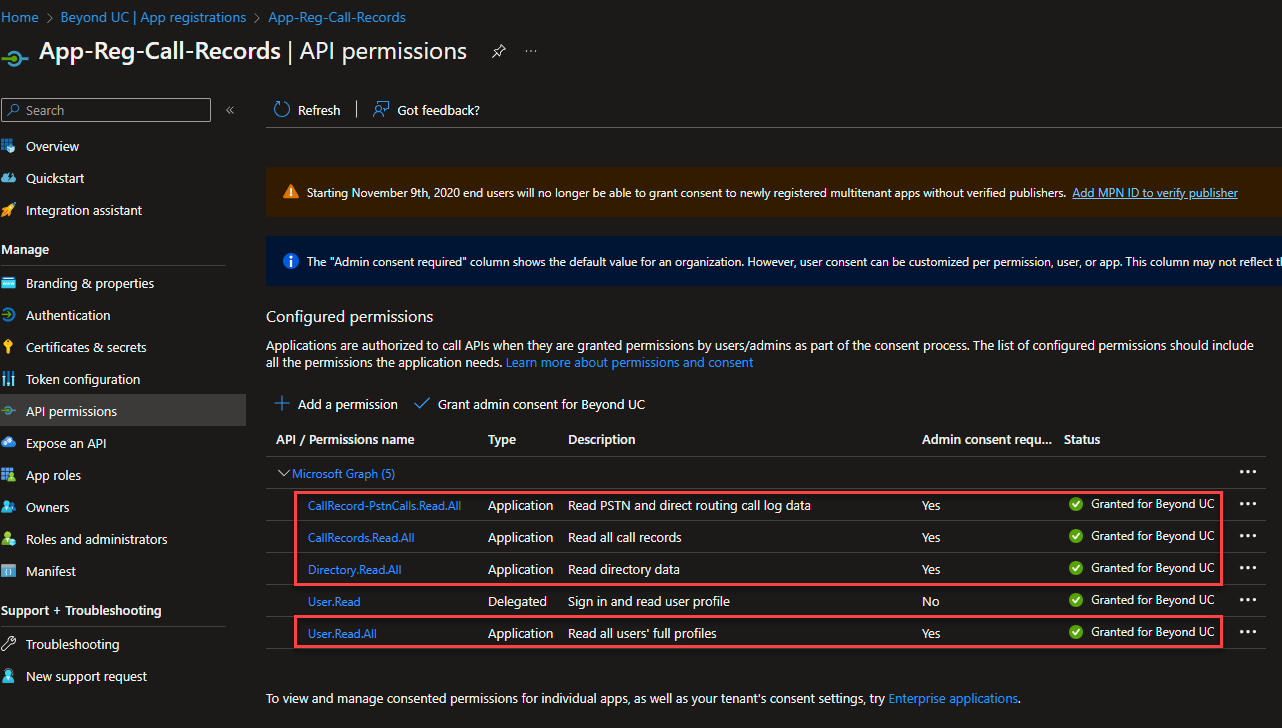 Home > Beyond UC | App registrations > App-Reg-Call-Records
App-Reg-Call-Records | API permissions ...
Search «
Overview
Quickstart
Integration assistant
Manage
Branding & properties
Authentication
Certificates & secrets
Token configuration
API permissions
Expose an API
App roles
Owners
Roles and administrators
Manifest
Support + Troubleshooting
Troubleshooting
New support request
Refresh | Got feedback?
Starting November 9th, 2020 end users will no longer be able to grant consent to newly registered multitenant apps without verified publishers. Add MPN ID to verify publisher
The "Admin consent required" column shows the default value for an organization. However, user consent can be customized per permission, user, or app. This column may not reflect th
Configured permissions
Applications are authorized to call APIs when they are granted permissions by users/admins as part of the consent process. The list of configured permissions should include
all the permissions the application needs. Learn more about permissions and consent
Add a permission Grant admin consent for Beyond UC
API / Permissions name Type Description Admin consent requ... Status
Microsoft Graph (5) ...
CallRecord-PstnCalls.Read.All Application Read PSTN and direct routing call log data Yes Granted for Beyond UC ...
CallRecords.Read.All Application Read all call records Yes Granted for Beyond UC ...
Directory.Read.All Application Read directory data Yes Granted for Beyond UC ...
User.Read Delegated Sign in and read user profile No Granted for Beyond UC ...
User.Read.All Application Read all users' full profiles Yes Granted for Beyond UC ...
To view and manage consented permissions for individual apps, as well as your tenant's consent settings, try Enterprise applications.